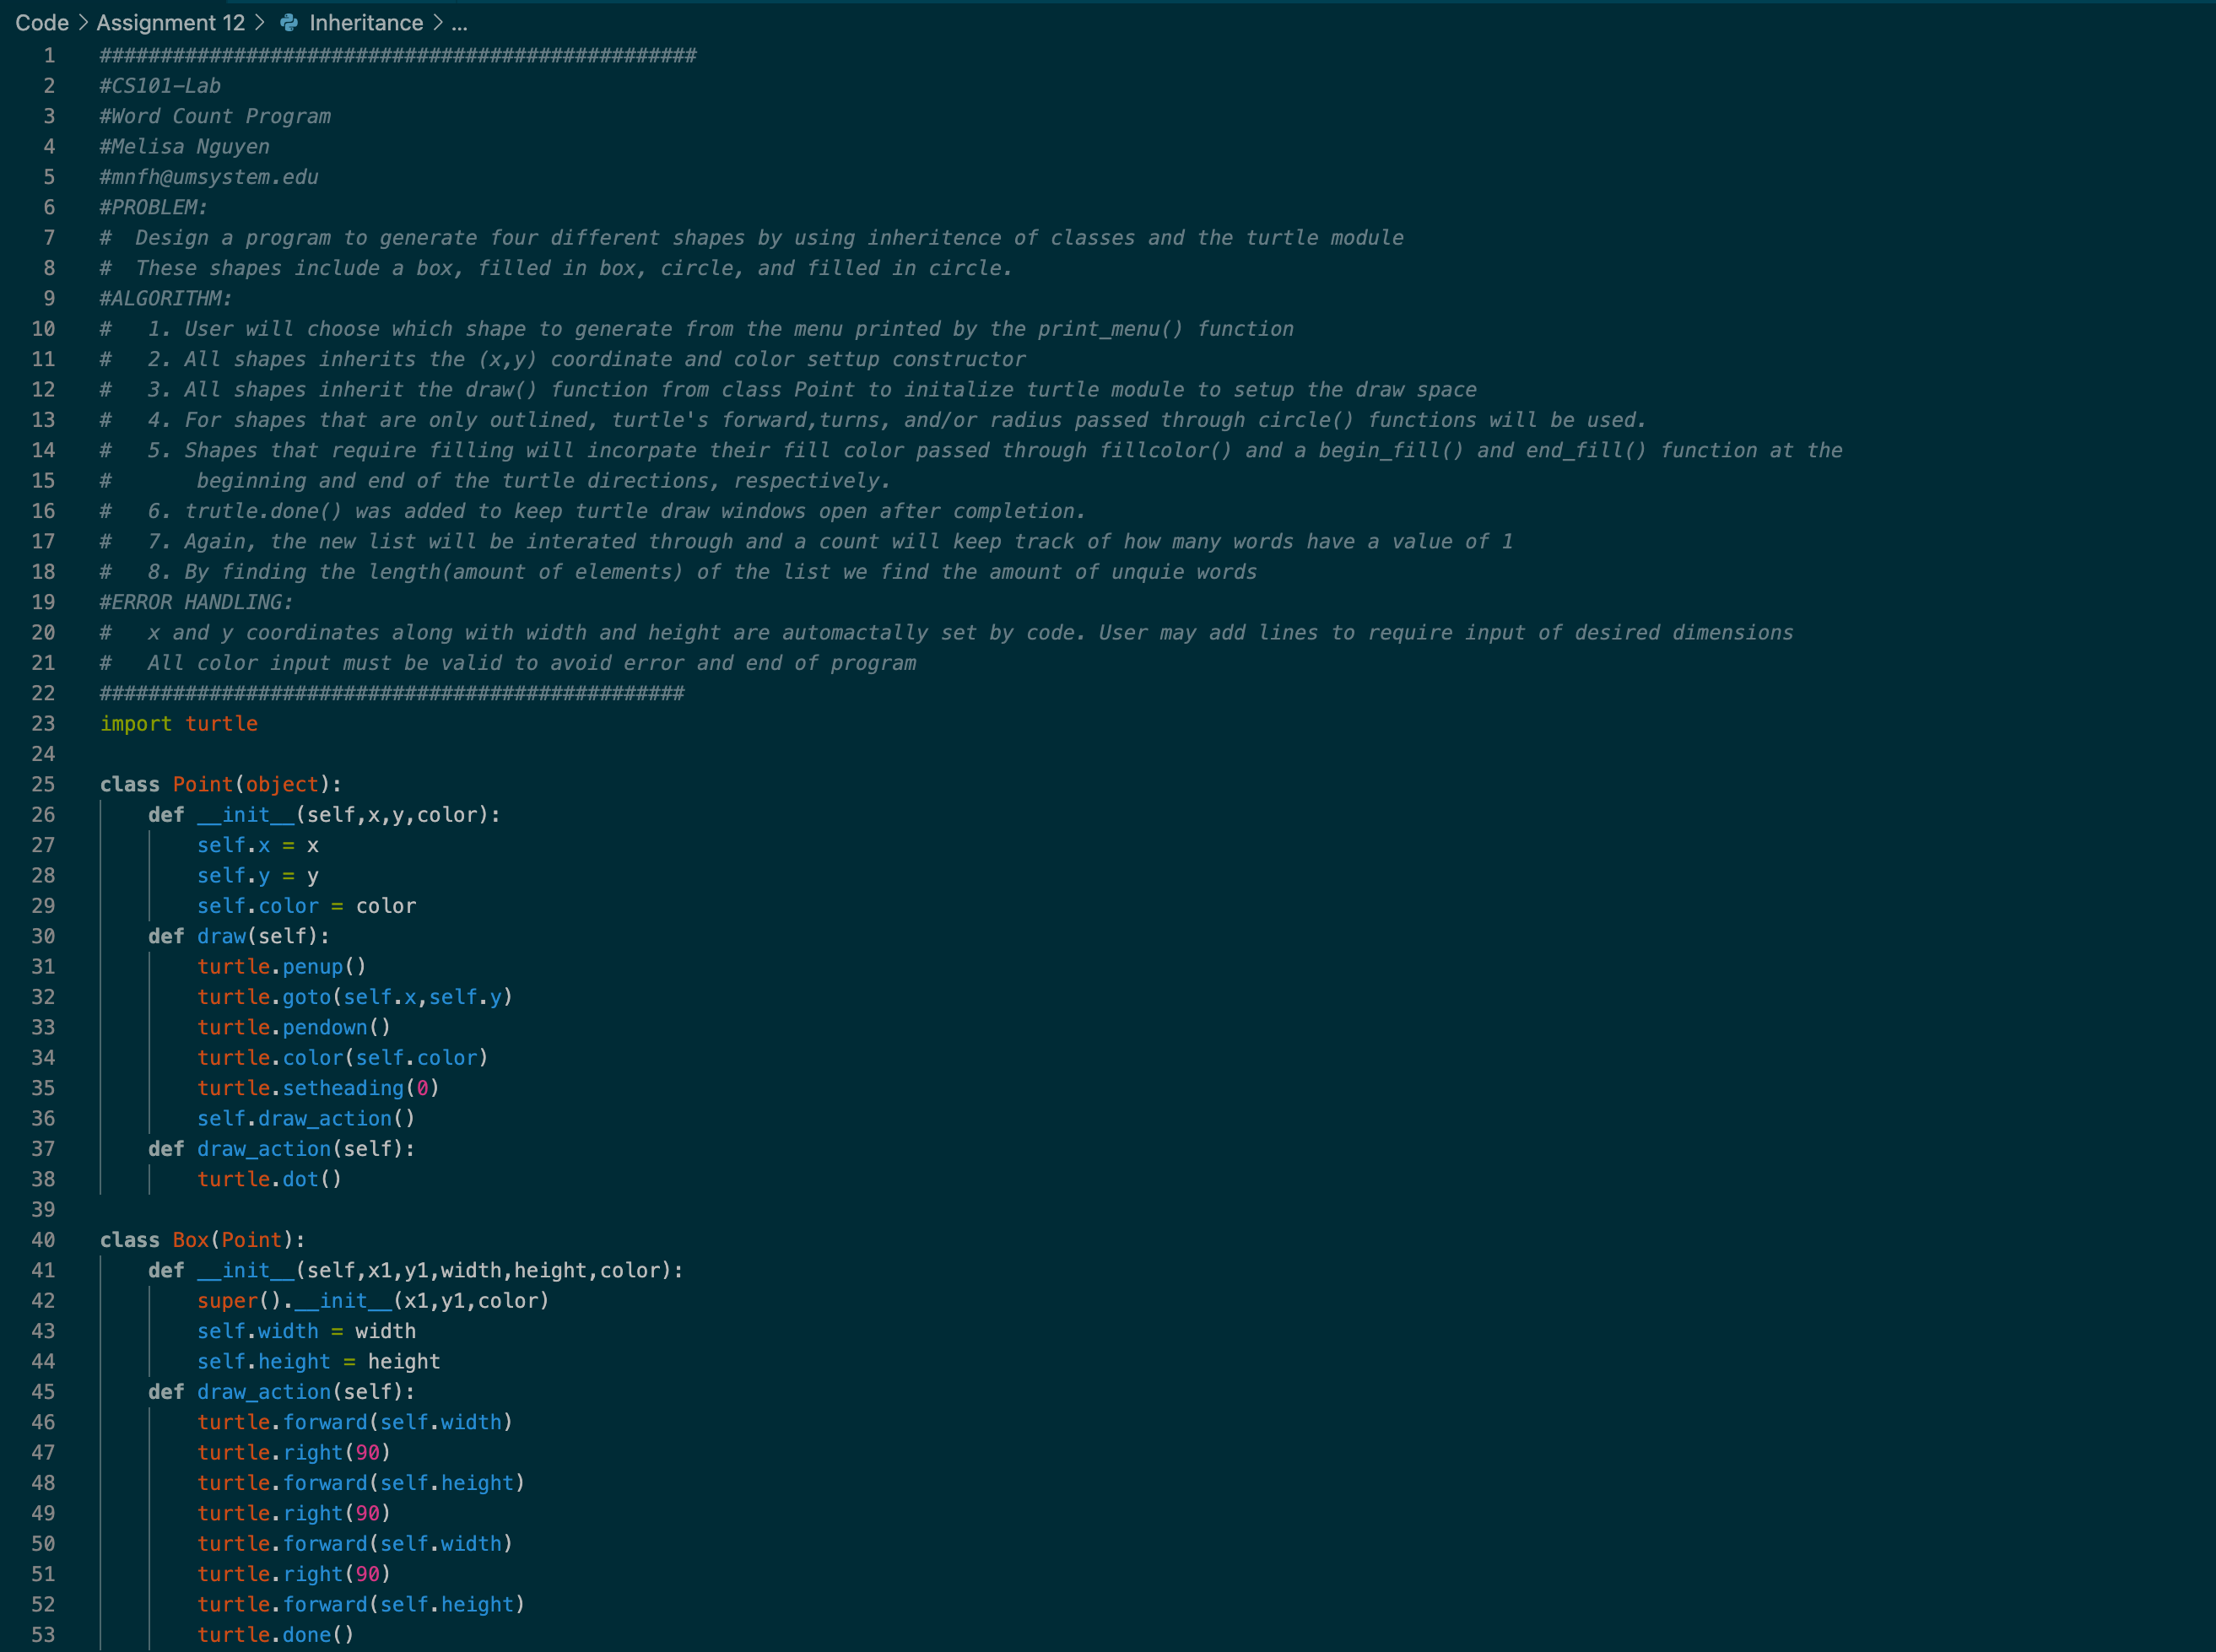 Code > Assignment 12 > Inheritance > ...
1 #################################################
2 #CS101-Lab
3 #Word Count Program
4 #Melisa Nguyen
5 #mnfh@umsystem.edu
6 #PROBLEM:
7 #  Design a program to generate four different shapes by using inheritence of classes and the turtle module
8 #  These shapes include a box, filled in box, circle, and filled in circle.
9 #ALGORITHM:
10 #   1. User will choose which shape to generate from the menu printed by the print_menu() function
11 #   2. All shapes inherits the (x,y) coordinate and color settup constructor
12 #   3. All shapes inherit the draw() function from class Point to initalize turtle module to setup the draw space
13 #   4. For shapes that are only outlined, turtle's forward,turns, and/or radius passed through circle() functions will be used.
14 #   5. Shapes that require filling will incorpate their fill color passed through fillcolor() and a begin_fill() and end_fill() function at the
15 #       beginning and end of the turtle directions, respectively.
16 #   6. trutle.done() was added to keep turtle draw windows open after completion.
17 #   7. Again, the new list will be interated through and a count will keep track of how many words have a value of 1
18 #   8. By finding the length(amount of elements) of the list we find the amount of unquie words
19 #ERROR HANDLING:
20 #   x and y coordinates along with width and height are automactally set by code. User may add lines to require input of desired dimensions
21 #   All color input must be valid to avoid error and end of program
22 ################################################
23 import turtle
24
25 class Point(object):
26     def __init__(self,x,y,color):
27         self.x = x
28         self.y = y
29         self.color = color
30     def draw(self):
31         turtle.penup()
32         turtle.goto(self.x,self.y)
33         turtle.pendown()
34         turtle.color(self.color)
35         turtle.setheading(0)
36         self.draw_action()
37     def draw_action(self):
38         turtle.dot()
39
40 class Box(Point):
41     def __init__(self,x1,y1,width,height,color):
42         super().__init__(x1,y1,color)
43         self.width = width
44         self.height = height
45     def draw_action(self):
46         turtle.forward(self.width)
47         turtle.right(90)
48         turtle.forward(self.height)
49         turtle.right(90)
50         turtle.forward(self.width)
51         turtle.right(90)
52         turtle.forward(self.height)
53         turtle.done()